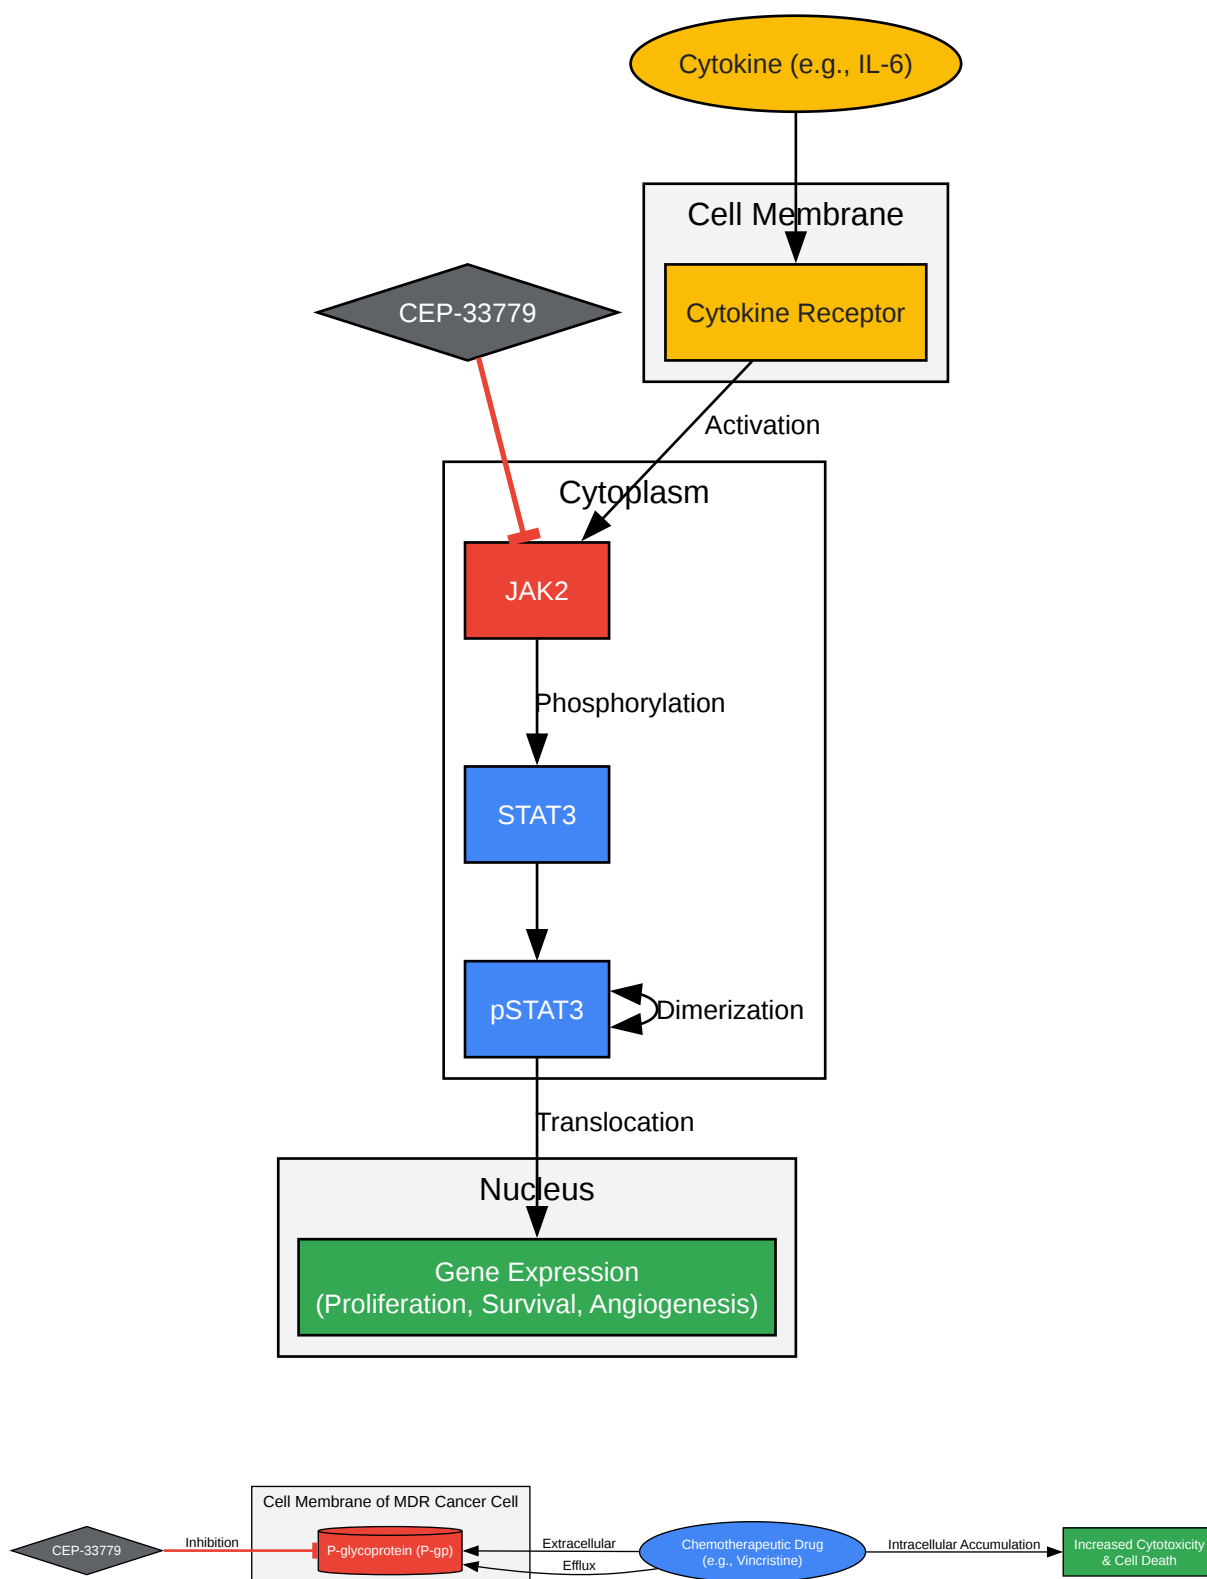 Cytokine (e.g., IL-6)
Cell Membrane
Cytokine Receptor
CEP-33779
Activation
Cytoplasm
JAK2
Phosphorylation
STAT3
pSTAT3
Dimerization
Translocation
Nucleus
Gene Expression
(Proliferation, Survival, Angiogenesis)
Cell Membrane of MDR Cancer Cell
CEP-33779
Inhibition
P-glycoprotein (P-gp)
Extracellular
Efflux
Chemotherapeutic Drug
(e.g., Vincristine)
Intracellular Accumulation
Increased Cytotoxicity
& Cell Death